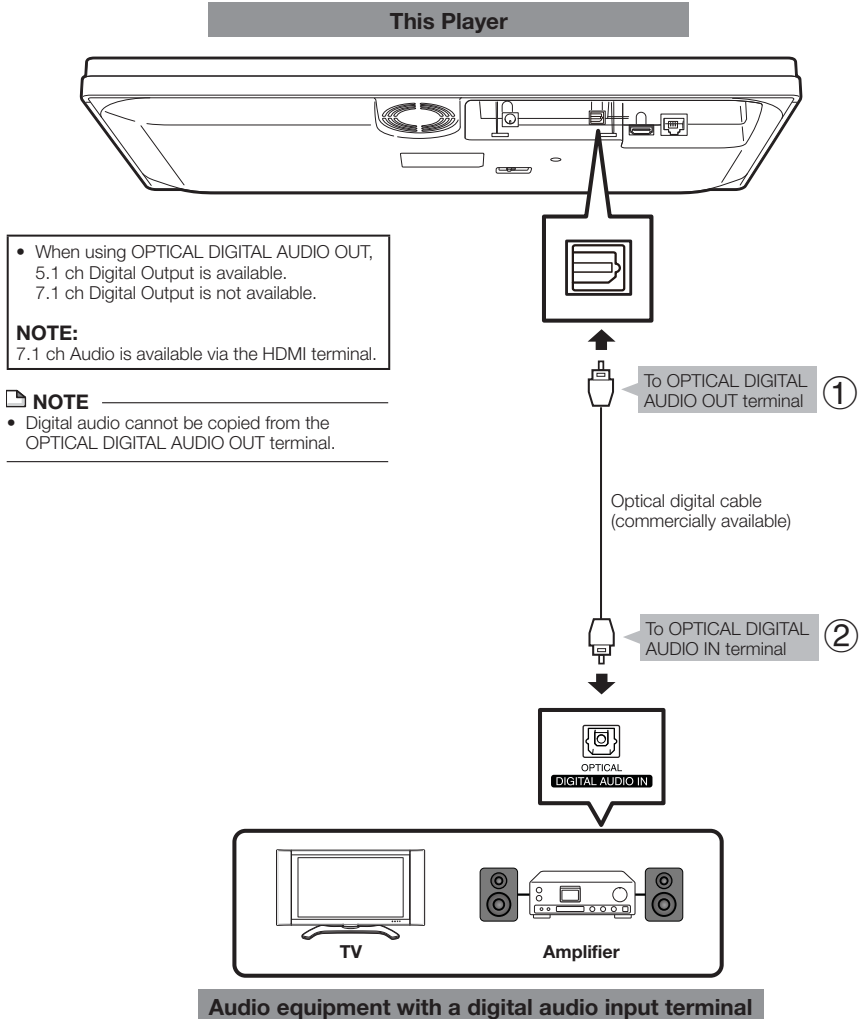 This Player
• When using OPTICAL DIGITAL AUDIO OUT,
5.1 ch Digital Output is available.
7.1 ch Digital Output is not available.
NOTE:
7.1 ch Audio is available via the HDMI terminal.
NOTE
• Digital audio cannot be copied from the
OPTICAL DIGITAL AUDIO OUT terminal.
To OPTICAL DIGITAL
AUDIO OUT terminal
①
Optical digital cable
(commercially available)
To OPTICAL DIGITAL
AUDIO IN terminal
②
OPTICAL
DIGITAL AUDIO IN
TV
Amplifier
Audio equipment with a digital audio input terminal